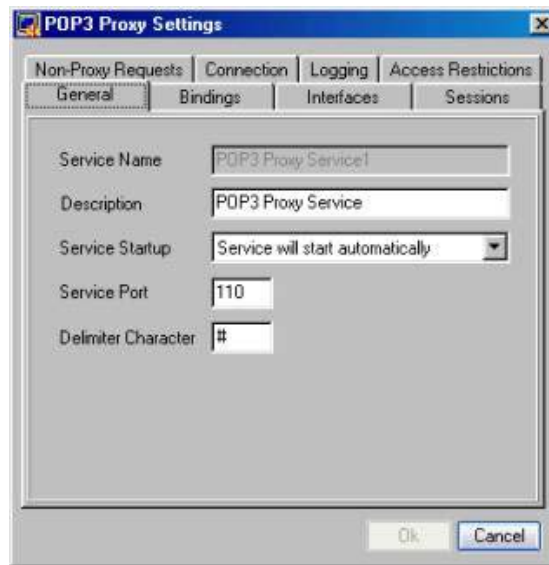 POP3 Proxy Settings
Non-Proxy Requests Connection Logging Access Restrictions
General Bindings Interfaces Sessions
Service Name POP3 Proxy Service1
Description POP3 Proxy Service
Service Startup Service will start automatically
Service Port 110
Delimiter Character #
Ok Cancel